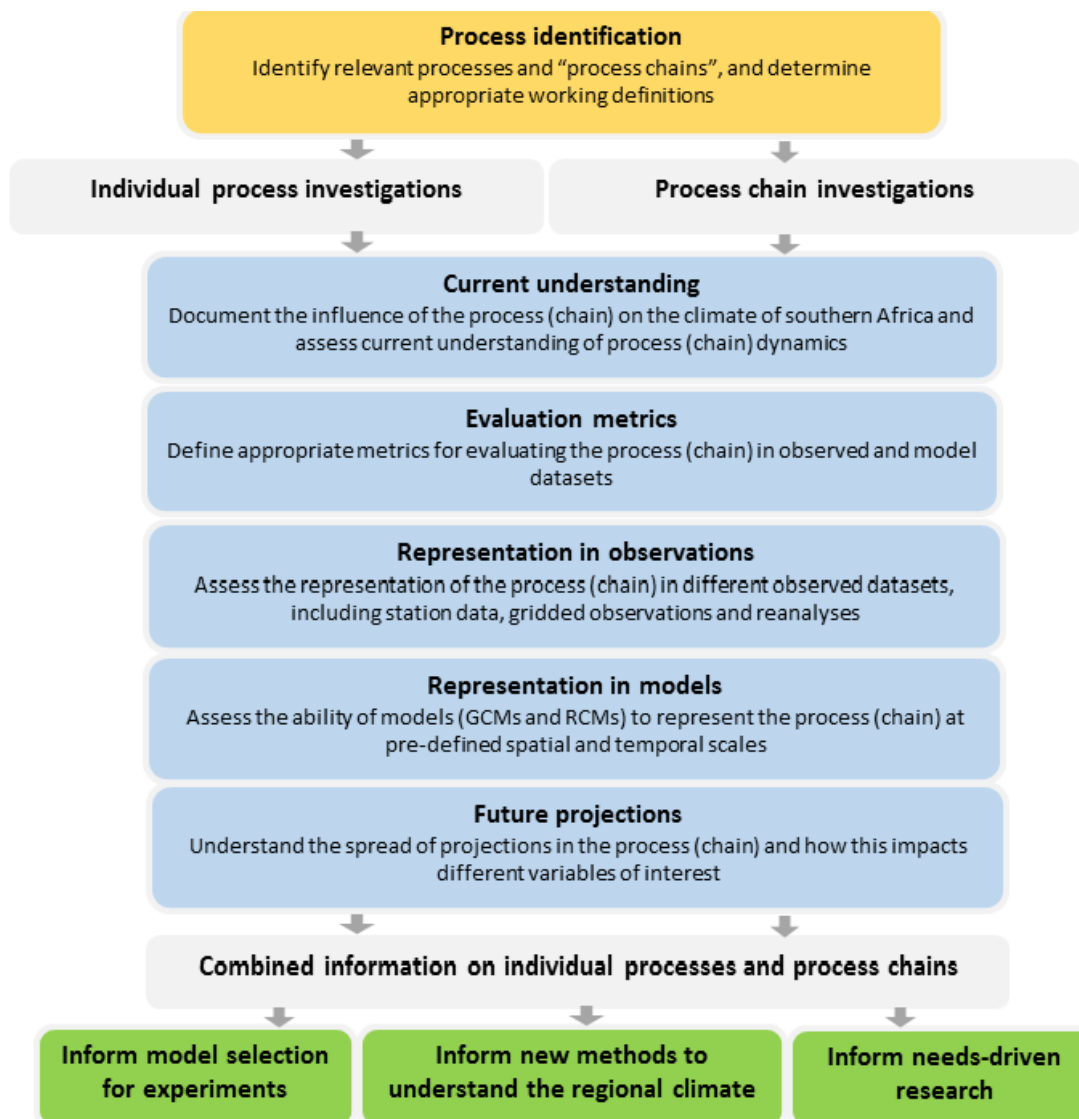 Process identification
Identify relevant processes and “process chains”, and determine
appropriate working definitions
Individual process investigations
Process chain investigations
Current understanding
Document the influence of the process (chain) on the climate of southern Africa and
assess current understanding of process (chain) dynamics
Evaluation metrics
Define appropriate metrics for evaluating the process (chain) in observed and model
datasets
Representation in observations
Assess the representation of the process (chain) in different observed datasets,
including station data, gridded observations and reanalyses
Representation in models
Assess the ability of models (GCMs and RCMs) to represent the process (chain) at
pre-defined spatial and temporal scales
Future projections
Understand the spread of projections in the process (chain) and how this impacts
different variables of interest
Combined information on individual processes and process chains
Inform model selection
for experiments
Inform new methods to
understand the regional climate
Inform needs-driven
research